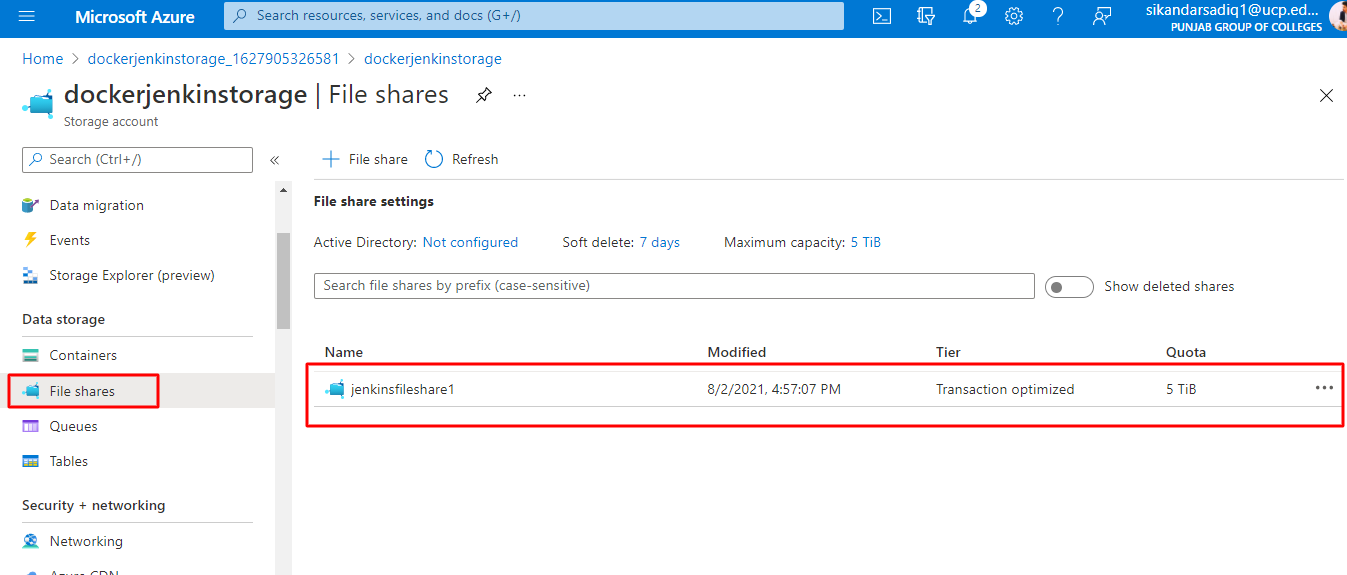 Microsoft Azure
Search resources, services, and docs (G+/)
2
sikandarsadiq1@ucp.ed...
PUNJAB GROUP OF COLLEGES
Home > dockerjenkinstorage_1627905326581 > dockerjenkinstorage
dockerjenkinstorage | File shares
Storage account
Search (Ctrl+/)
File share
Refresh
Data migration
Events
Storage Explorer (preview)
Data storage
Containers
File shares
Queues
Tables
Security + networking
Networking
Azure CDN
File share settings
Active Directory: Not configured
Soft delete: 7 days
Maximum capacity: 5 TiB
Search file shares by prefix (case-sensitive)
Show deleted shares
Name Modified Tier Quota
jenkinsfileshare1 8/2/2021, 4:57:07 PM Transaction optimized 5 TiB